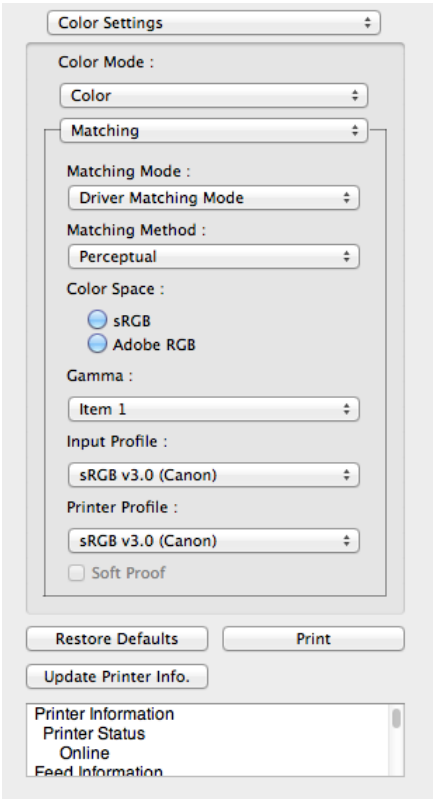 Color Settings
Color Mode :
Color
Matching
Matching Mode :
Driver Matching Mode
Matching Method :
Perceptual
Color Space :
sRGB
Adobe RGB
Gamma :
Item 1
Input Profile :
sRGB v3.0 (Canon)
Printer Profile :
sRGB v3.0 (Canon)
Soft Proof
Restore Defaults Print
Update Printer Info.
Printer Information
Printer Status
Online
Feed Information